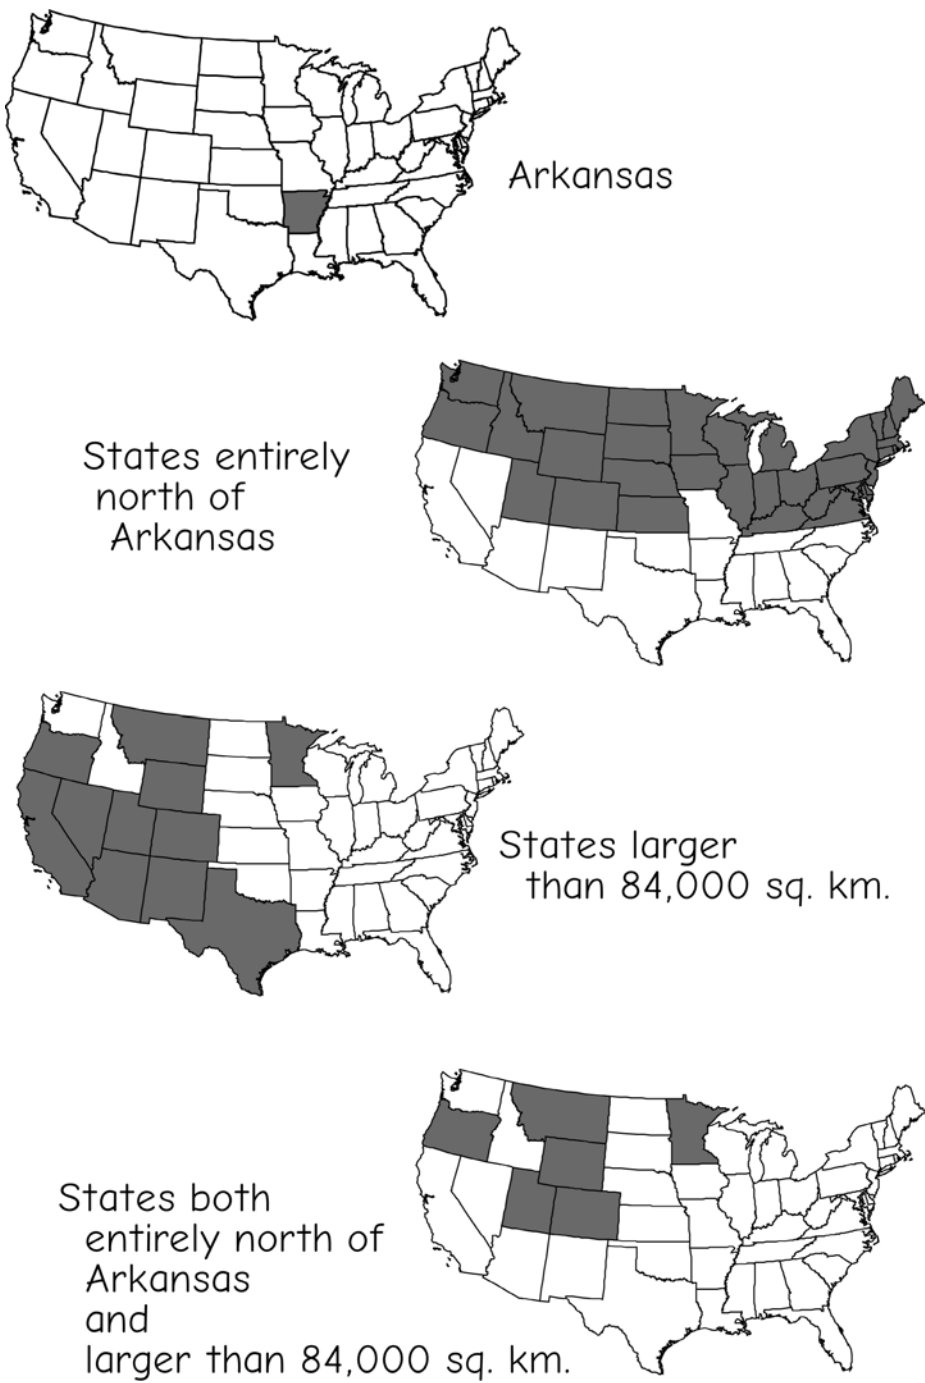 Arkansas
States entirely
north of
Arkansas
States larger
than 84,000 sq. km.
States both
entirely north of
Arkansas
and
larger than 84,000 sq. km.